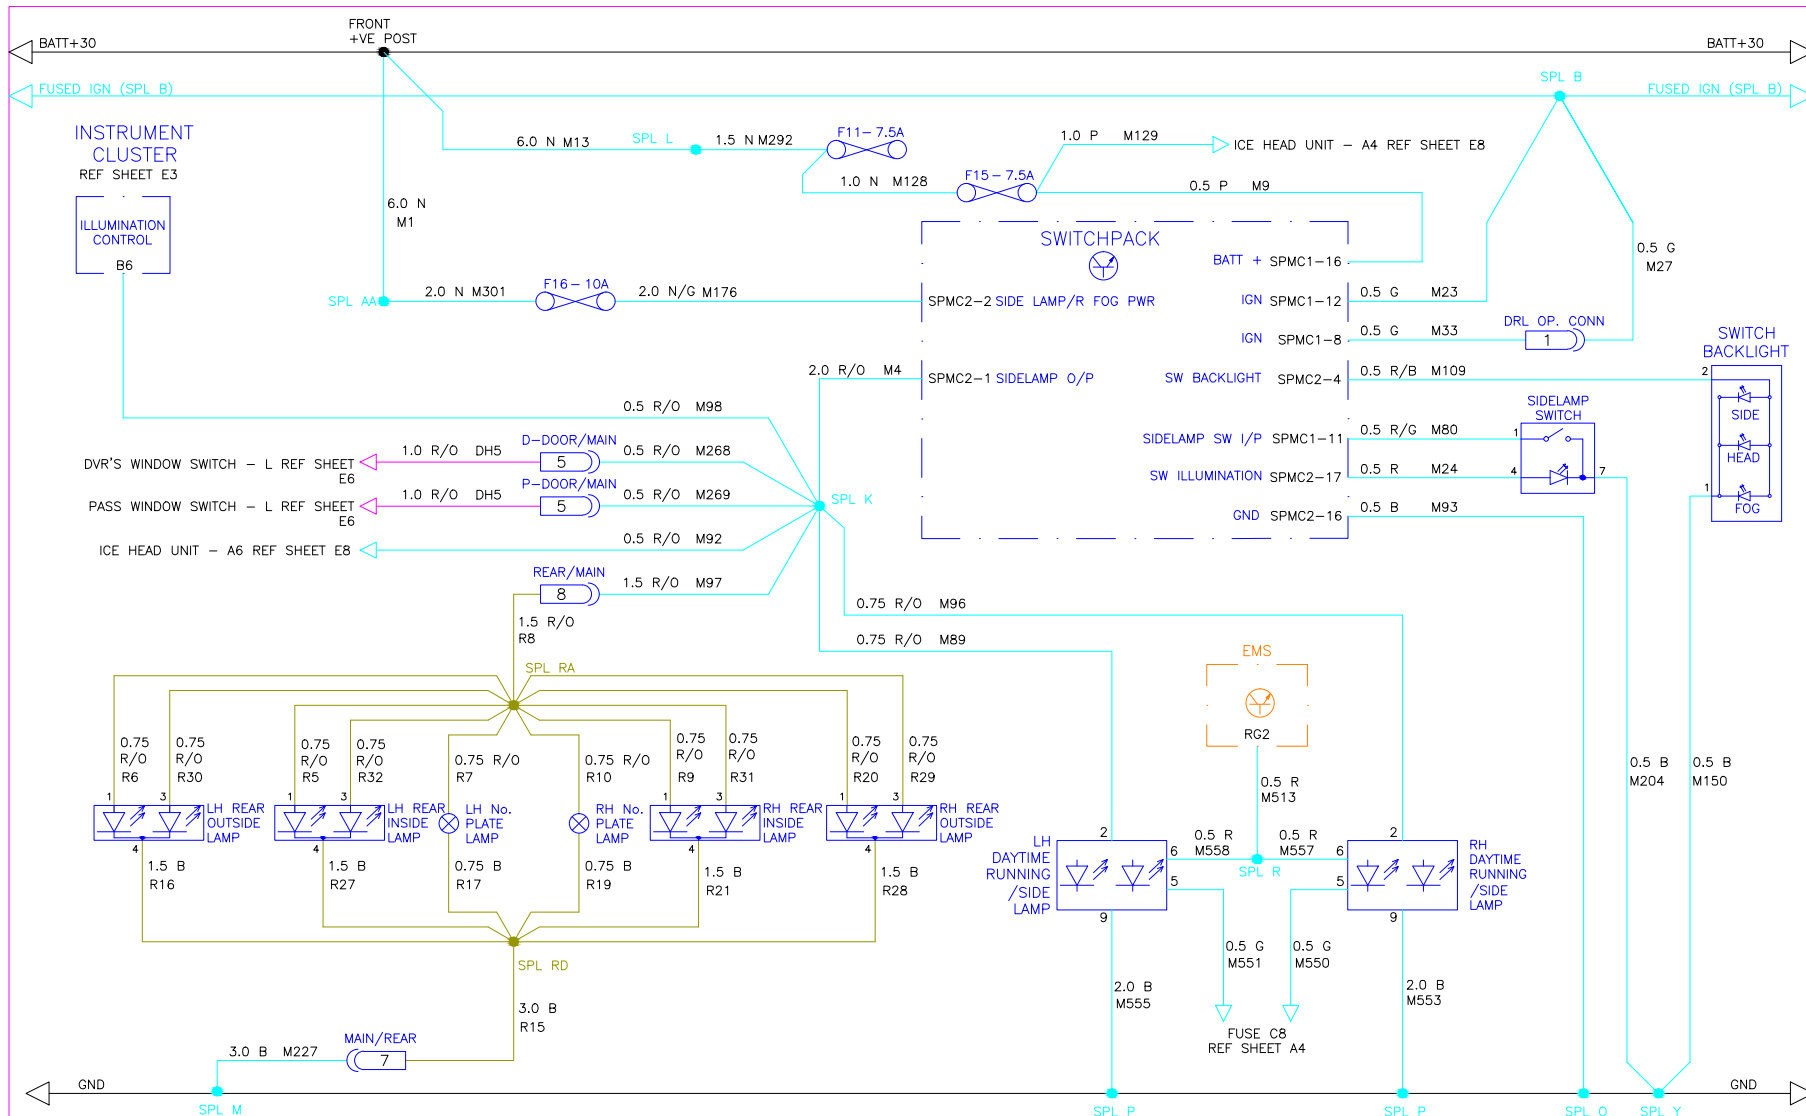 FRONT
+VE POST
BATT+30
BATT+30
SPL B
FUSED IGN (SPL B)
FUSED IGN (SPL B)
INSTRUMENT
CLUSTER
REF SHEET E3
ILLUMINATION
CONTROL
B6
6.0 N M13
SPL L
1.5 N M292
F11-7.5A
1.0 P M129
ICE HEAD UNIT - A4 REF SHEET E8
1.0 N M128
F15-7.5A
0.5 P M9
6.0 N
M1
SWITCHPACK
0.5 G
M27
BATT + SPMC1-16
SPL AA
2.0 N M301
F16-10A
2.0 N/G M176
SPMC2-2 SIDE LAMP/R FOG PWR
IGN SPMC1-12
0.5 G M23
IGN SPMC1-8
0.5 G M33
DRL OP. CONN
1
SWITCH
BACKLIGHT
2.0 R/O M4
SPMC2-1 SIDELAMP O/P
SW BACKLIGHT SPMC2-4
0.5 R/B M109
2
SIDE
HEAD
FOG
1
0.5 R/O M98
SIDELAMP
SWITCH
SIDELAMP SW I/P SPMC1-11
0.5 R/G M80
1
SW ILLUMINATION SPMC2-17
0.5 R M24
4
7
GND SPMC2-16
0.5 B M93
DVR'S WINDOW SWITCH - L REF SHEET
E6
1.0 R/O DH5
D-DOOR/MAIN
5
0.5 R/O M268
PASS WINDOW SWITCH - L REF SHEET
E6
1.0 R/O DH5
P-DOOR/MAIN
5
0.5 R/O M269
SPL K
ICE HEAD UNIT - A6 REF SHEET E8
0.5 R/O M92
REAR/MAIN
8
1.5 R/O M97
1.5 R/O
R8
0.75 R/O M96
0.75 R/O M89
SPL RA
EMS
RG2
0.5 R
M513
0.75
R/O
R6
0.75
R/O
R30
0.75
R/O
R5
0.75
R/O
R32
0.75 R/O
R7
0.75 R/O
R10
0.75
R/O
R9
0.75
R/O
R31
0.75
R/O
R20
0.75
R/O
R29
0.5 B
M204
0.5 B
M150
1
3
4
LH REAR
OUTSIDE
LAMP
1
3
4
LH REAR
INSIDE
LAMP
LH No.
PLATE
LAMP
RH No.
PLATE
LAMP
1
3
4
RH REAR
INSIDE
LAMP
1
3
4
RH REAR
OUTSIDE
LAMP
1.5 B
R16
1.5 B
R27
0.75 B
R17
0.75 B
R19
1.5 B
R21
1.5 B
R28
LH
DAYTIME
RUNNING
/SIDE
LAMP
2
6
5
9
0.5 R
M558
0.5 R
M557
SPL R
2
6
5
9
RH
DAYTIME
RUNNING
/SIDE
LAMP
0.5 G
M551
0.5 G
M550
2.0 B
M555
2.0 B
M553
FUSE C8
REF SHEET A4
SPL RD
3.0 B
R15
MAIN/REAR
7
3.0 B M227
GND
GND
SPL M
SPL P
SPL P
SPL O
SPL Y